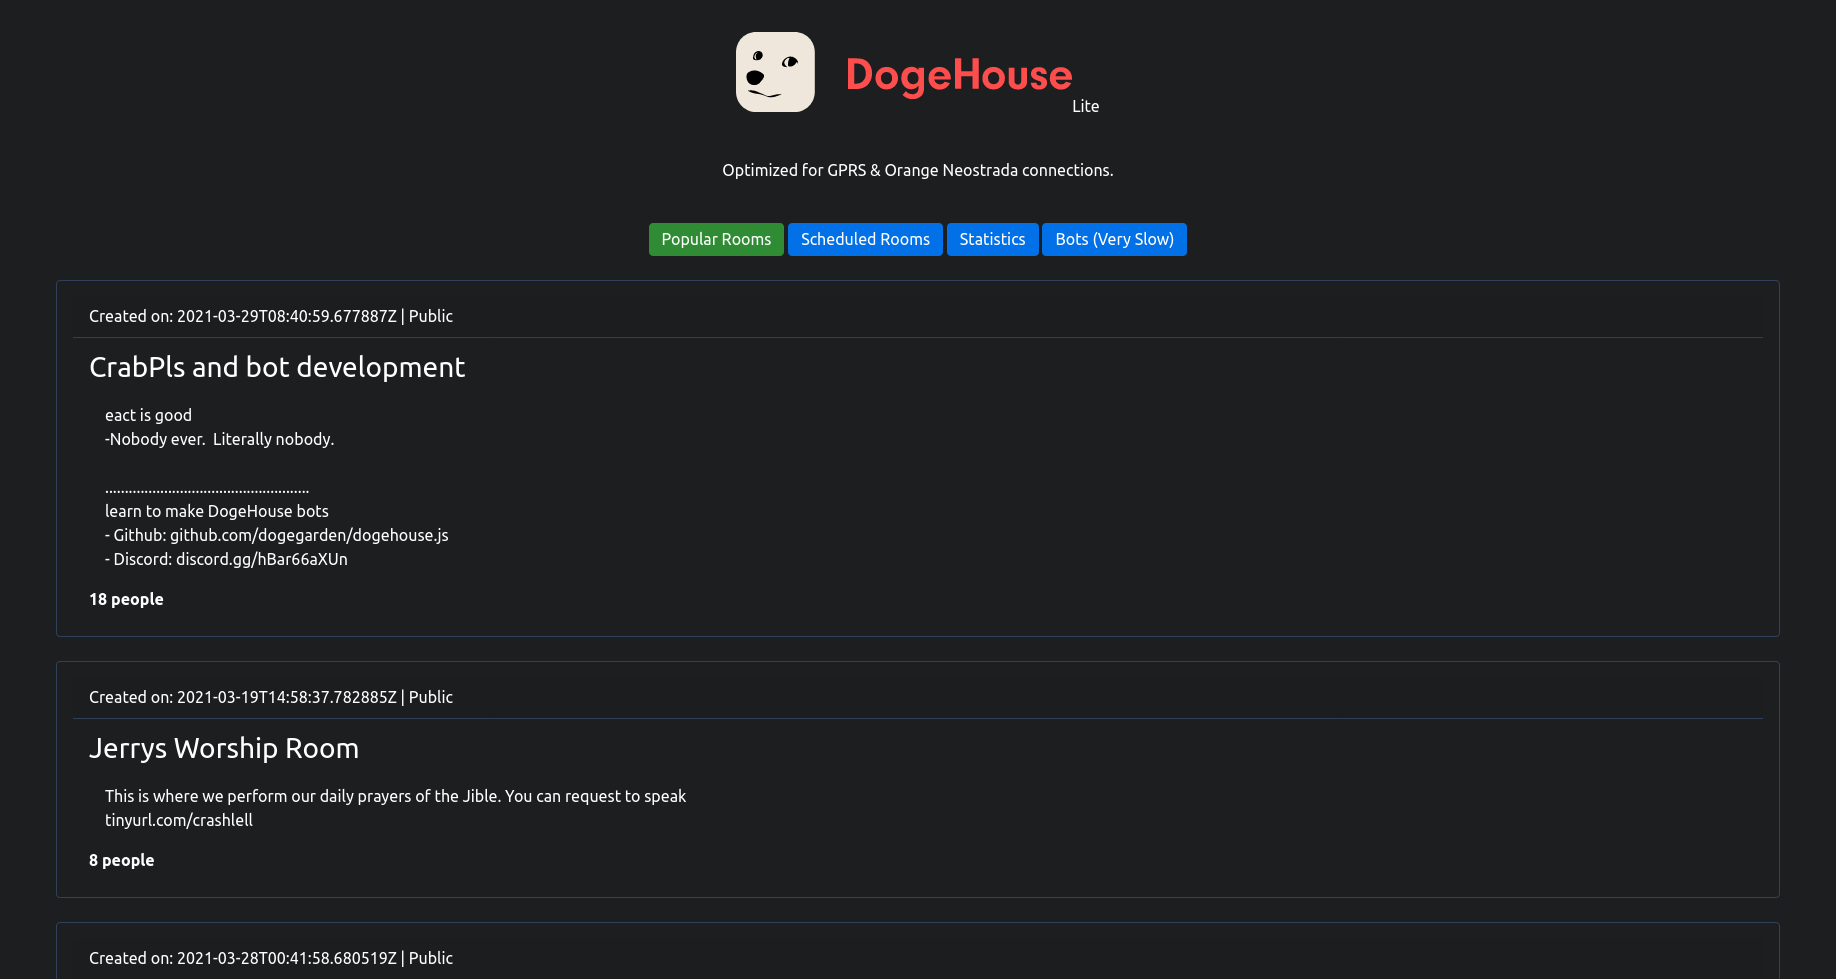 DogeHouse
Lite
Optimized for GPRS & Orange Neostrada connections.
Popular Rooms Scheduled Rooms Statistics Bots (Very Slow)
Created on: 2021-03-29T08:40:59.677887Z | Public
CrabPls and bot development
eact is good
-Nobody ever.  Literally nobody.
....................................................
learn to make DogeHouse bots
- Github: github.com/dogegarden/dogehouse.js
- Discord: discord.gg/hBar66aXUn
18 people
Created on: 2021-03-19T14:58:37.782885Z | Public
Jerrys Worship Room
This is where we perform our daily prayers of the Jible. You can request to speak
tinyurl.com/crashlell
8 people
Created on: 2021-03-28T00:41:58.680519Z | Public